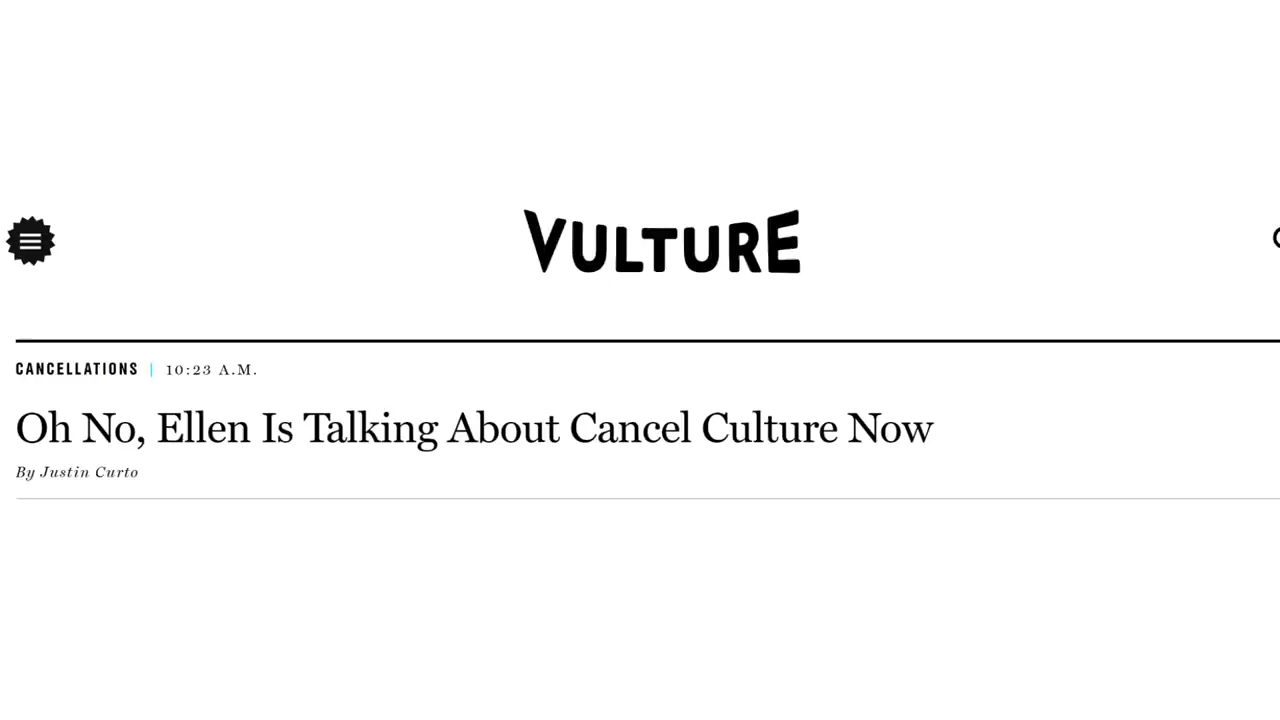 VULTURE
CANCELLATIONS | 10:23 A.M.
Oh No, Ellen Is Talking About Cancel Culture Now
By Justin Curto